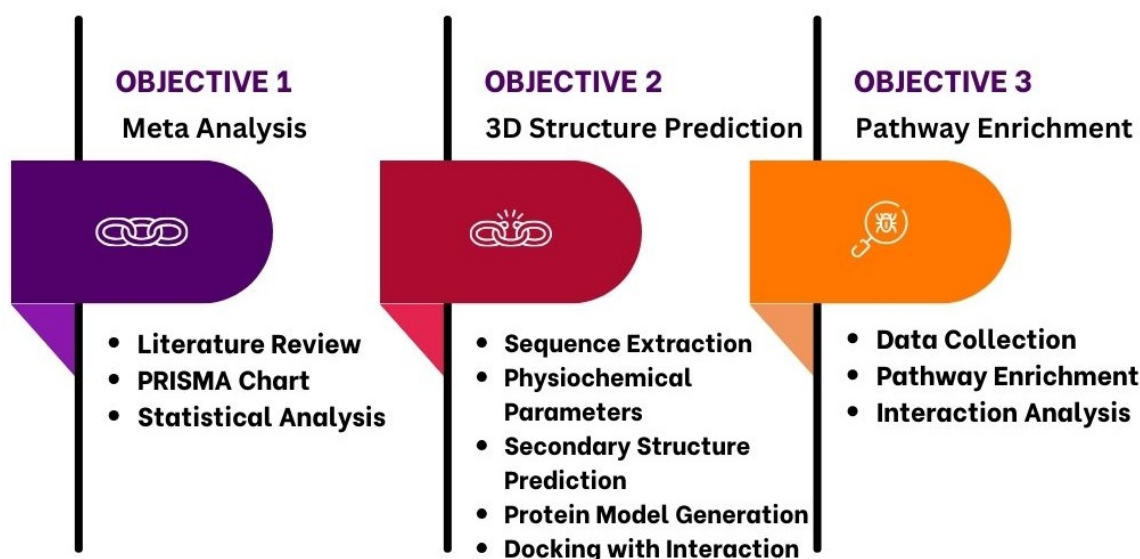 OBJECTIVE 1
Meta Analysis
• Literature Review
• PRISMA Chart
• Statistical Analysis
OBJECTIVE 2
3D Structure Prediction
• Sequence Extraction
• Physiochemical
Parameters
• Secondary Structure
Prediction
• Protein Model Generation
• Docking with Interaction
OBJECTIVE 3
Pathway Enrichment
• Data Collection
• Pathway Enrichment
• Interaction Analysis